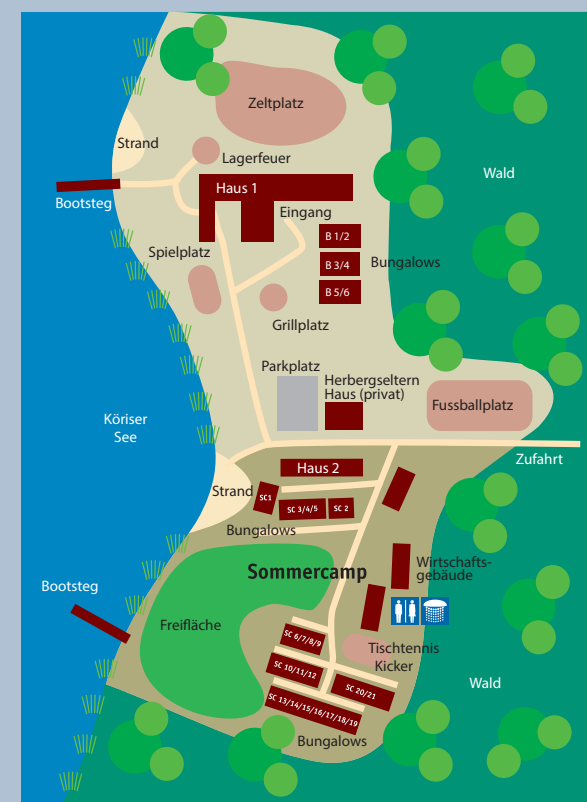 Zeltplatz
Strand
Lagerfeuer
Wald
Haus 1
Bootsteg
Eingang
B 1/2
Spielplatz
B 3/4
Bungalows
B 5/6
Grillplatz
Parkplatz
Herbergseltern
Haus (privat)
Fussballplatz
Köriser
See
Zufahrt
Haus 2
Strand
SC1
SC 3/4/5
SC 2
Bungalows
Sommercamp
Wirtschafts-
gebäude
Bootsteg
Freifläche
SC 6/7/8/9
Tischtennis
Kicker
SC 10/11/12
SC 20/21
Wald
SC 13/14/15/16/17/18/19
Bungalows